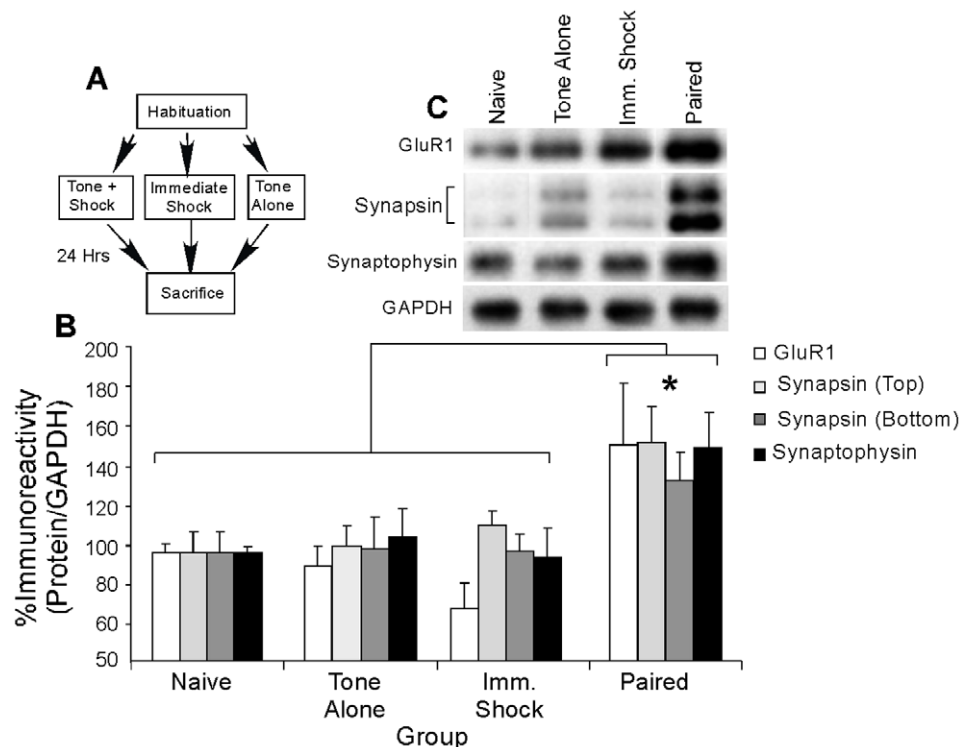 A
Habituation
Tone +
Shock
Immediate
Shock
Tone
Alone
24 Hrs
Sacrifice
C
Naive
Tone Alone
Imm. Shock
Paired
GluR1
Synapsin
Synaptophysin
GAPDH
B
%Immunoreactivity
(Protein/GAPDH)
200
180
160
140
120
100
80
60
50
*
GluR1
Synapsin (Top)
Synapsin (Bottom)
Synaptophysin
Naive
Tone
Alone
Imm.
Shock
Paired
Group